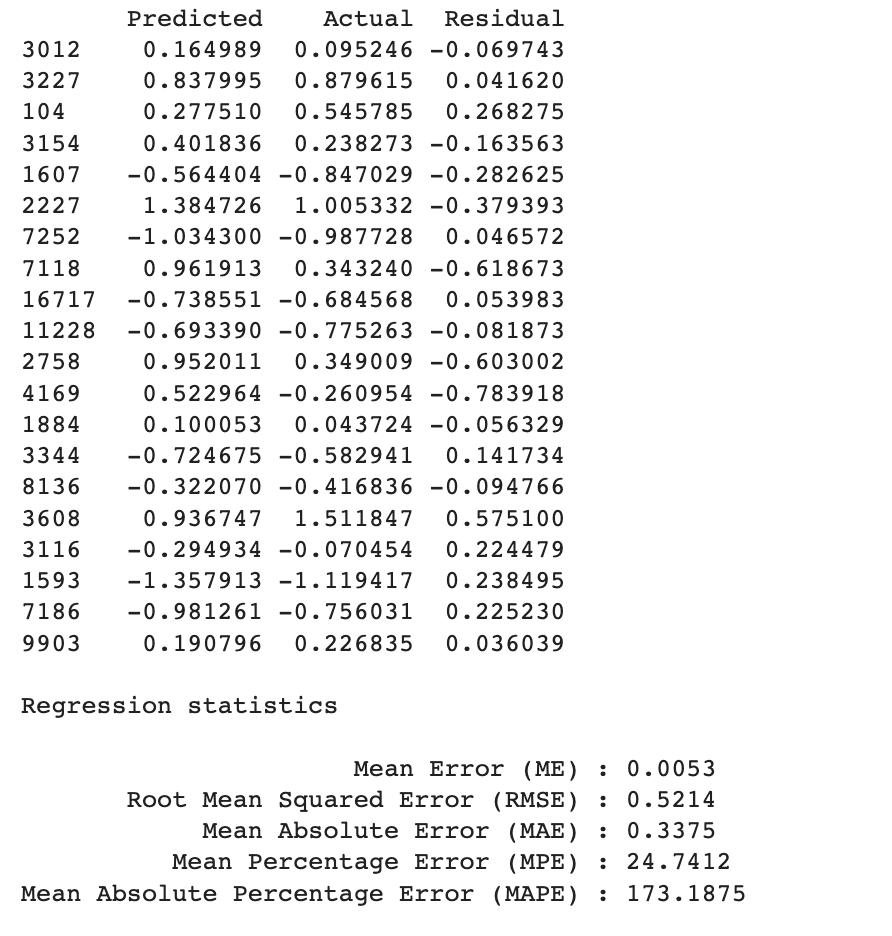 Predicted Actual Residual
3012 0.164989 0.095246 -0.069743
3227 0.837995 0.879615 0.041620
104 0.277510 0.545785 0.268275
3154 0.401836 0.238273 -0.163563
1607 -0.564404 -0.847029 -0.282625
2227 1.384726 1.005332 -0.379393
7252 -1.034300 -0.987728 0.046572
7118 0.961913 0.343240 -0.618673
16717 -0.738551 -0.684568 0.053983
11228 -0.693390 -0.775263 -0.081873
2758 0.952011 0.349009 -0.603002
4169 0.522964 -0.260954 -0.783918
1884 0.100053 0.043724 -0.056329
3344 -0.724675 -0.582941 0.141734
8136 -0.322070 -0.416836 -0.094766
3608 0.936747 1.511847 0.575100
3116 -0.294934 -0.070454 0.224479
1593 -1.357913 -1.119417 0.238495
7186 -0.981261 -0.756031 0.225230
9903 0.190796 0.226835 0.036039
Regression statistics
Mean Error (ME) : 0.0053
Root Mean Squared Error (RMSE) : 0.5214
Mean Absolute Error (MAE) : 0.3375
Mean Percentage Error (MPE) : 24.7412
Mean Absolute Percentage Error (MAPE) : 173.1875